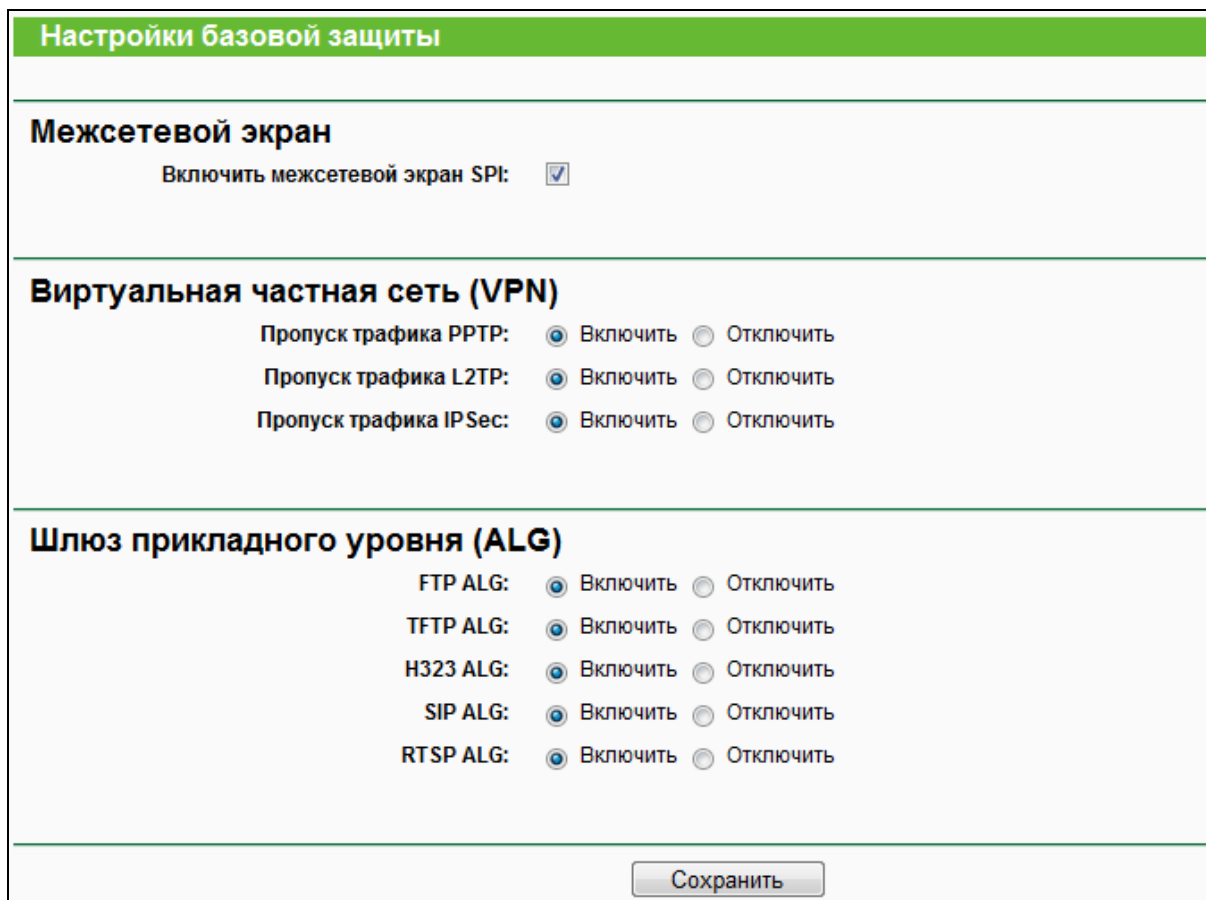 Настройки базовой защиты
Межсетевой экран
Включить межсетевой экран SPI:
Виртуальная частная сеть (VPN)
Пропуск трафика PPTP: Включить Отключить
Пропуск трафика L2TP: Включить Отключить
Пропуск трафика IPSec: Включить Отключить
Шлюз прикладного уровня (ALG)
FTP ALG: Включить Отключить
TFTP ALG: Включить Отключить
H323 ALG: Включить Отключить
SIP ALG: Включить Отключить
RTSP ALG: Включить Отключить
Сохранить